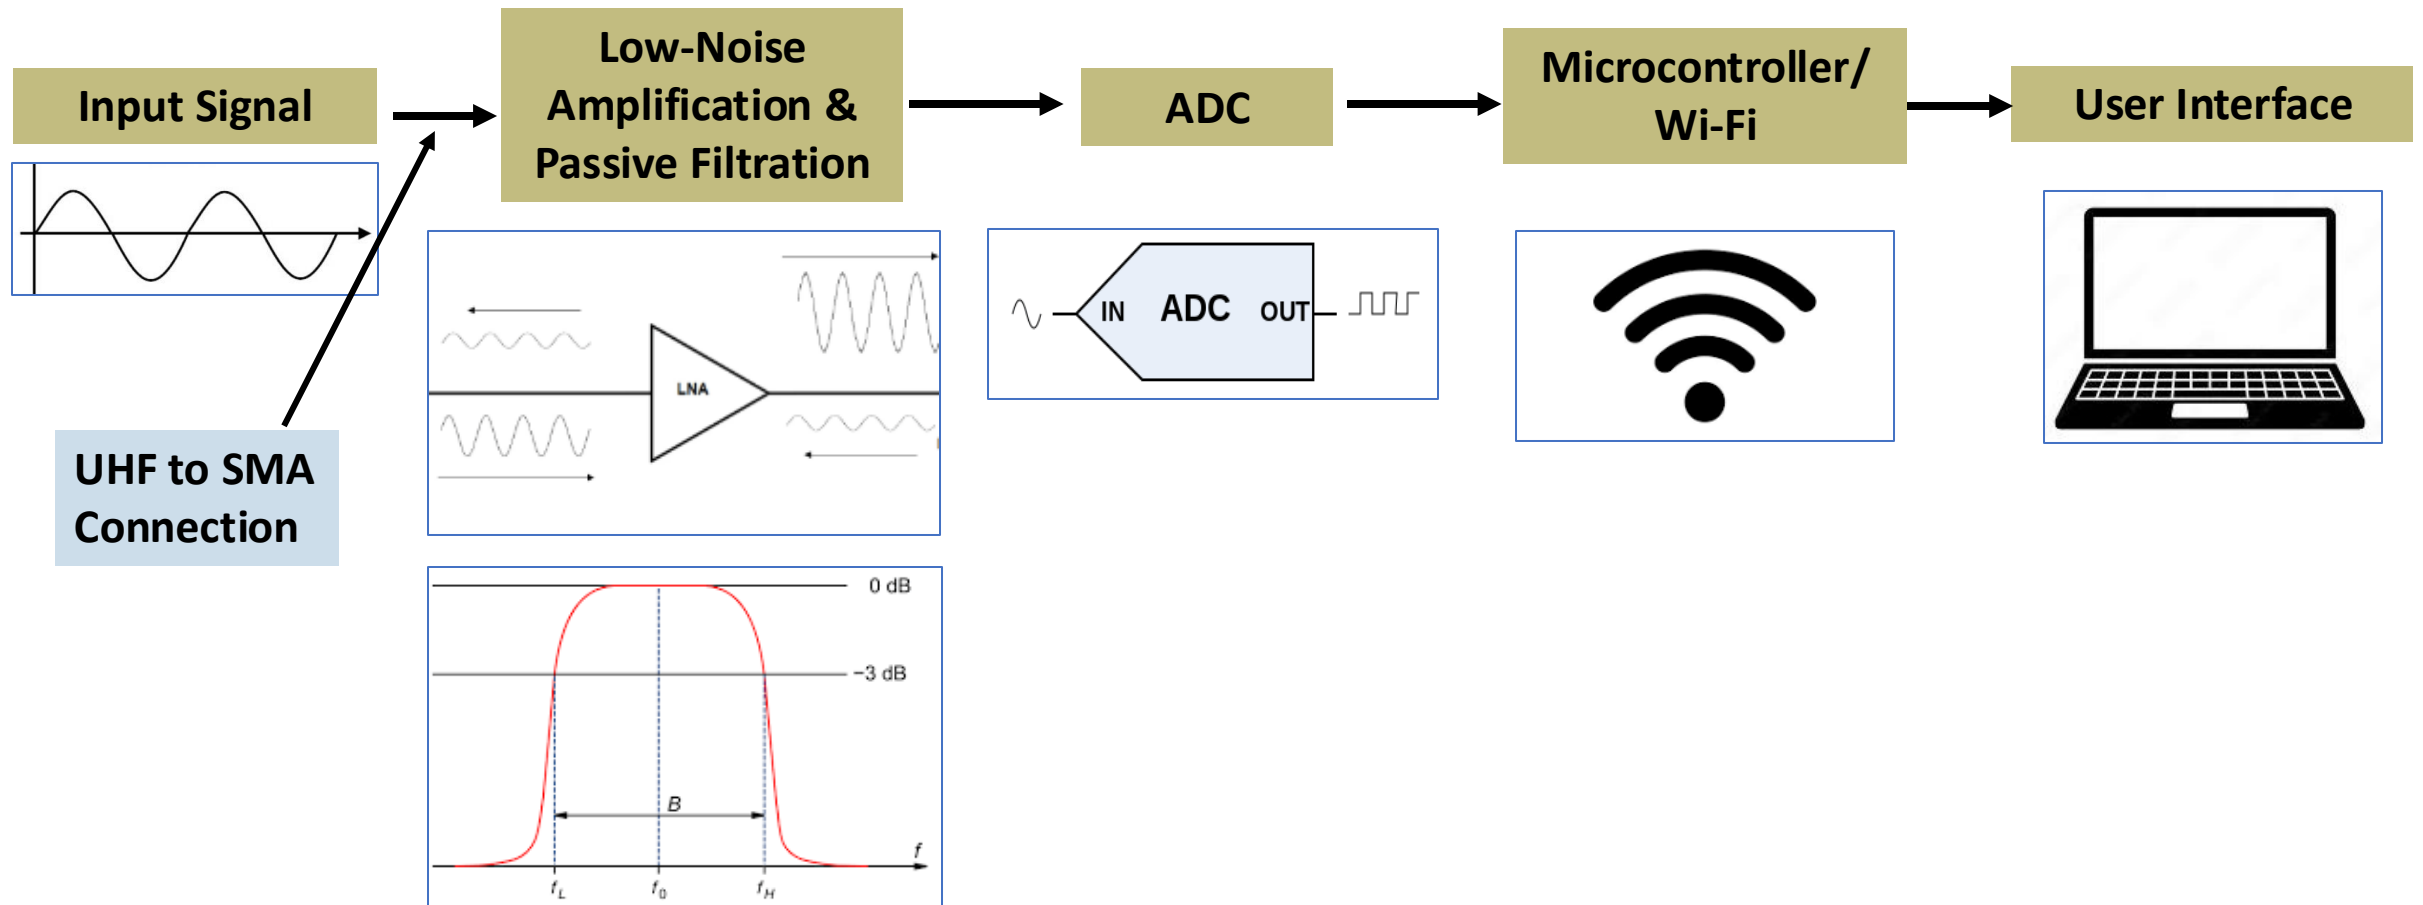 Input Signal
Low-Noise
Amplification &
Passive Filtration
ADC
Microcontroller/
Wi-Fi
User Interface
UHF to SMA
Connection
LNA
IN ADC OUT
0 dB
−3 dB
B
f
fL f0 fH